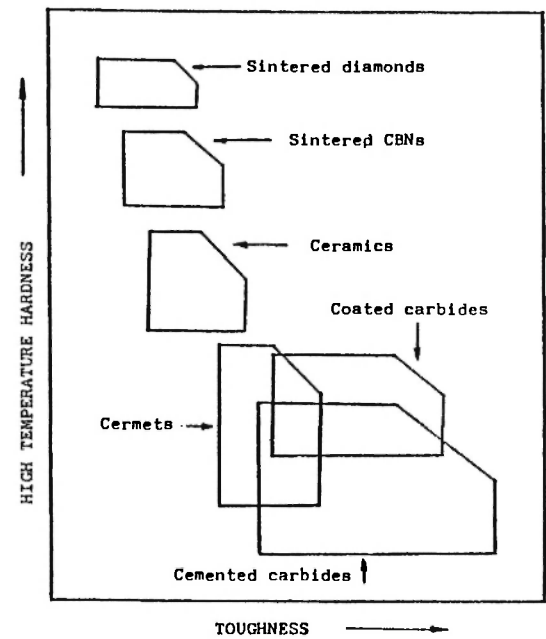 Sintered diamonds
Sintered CBNs
Ceramics
Coated carbides
Cermets
Cemented carbides
HIGH TEMPERATURE HARDNESS
TOUGHNESS